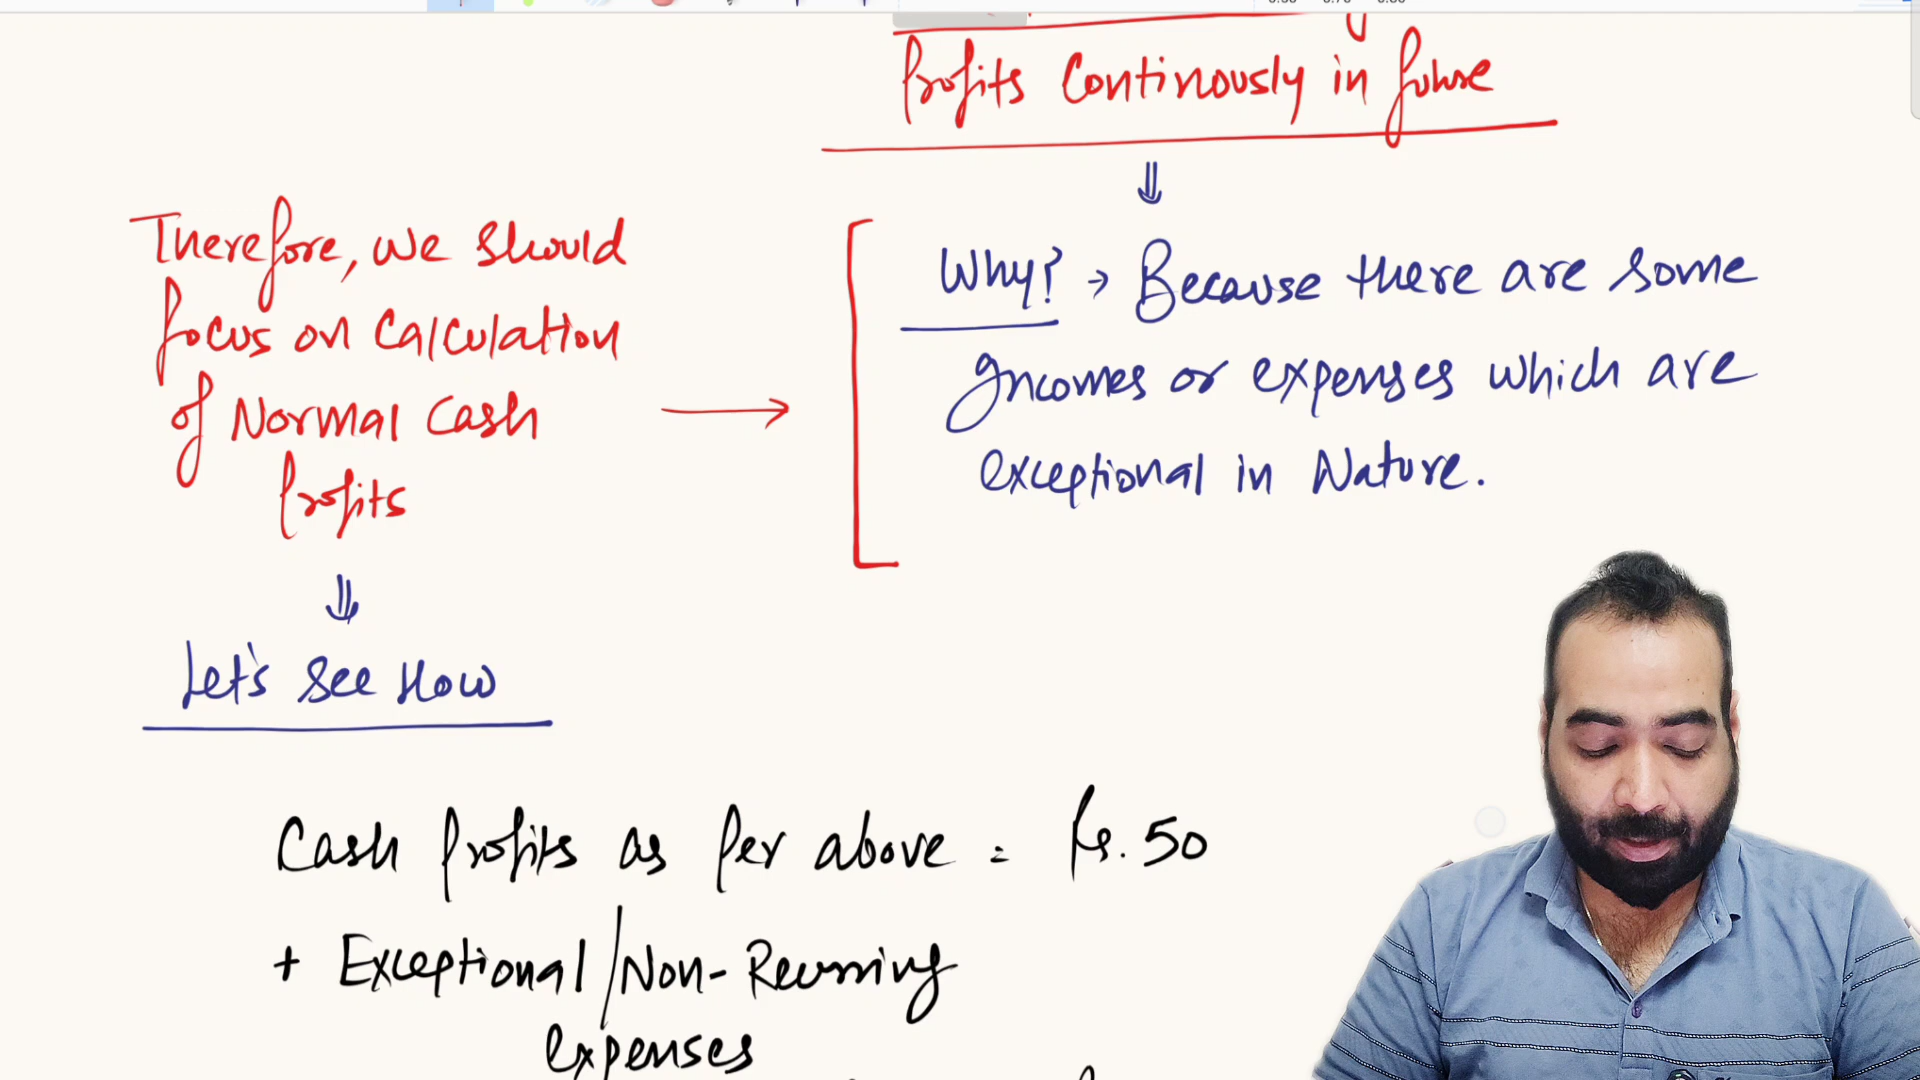 Profits Continously in future
Therefore, we should
focus on Calculation
of Normal Cash
Profits
Why? → Because there are some
Incomes or expenses which are
exceptional in Nature.
Let's See How
Cash Profits as Per above = Rs. 50
+ Exceptional/Non-Recurring
expenses